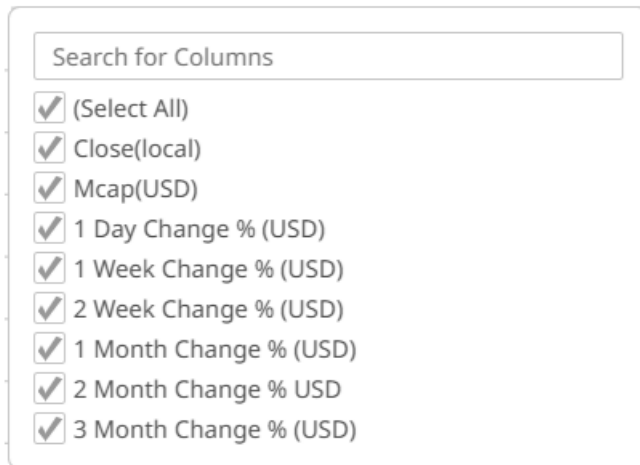 Search for Columns
(Select All)
Close(local)
Mcap(USD)
1 Day Change % (USD)
1 Week Change % (USD)
2 Week Change % (USD)
1 Month Change % (USD)
2 Month Change % USD
3 Month Change % (USD)